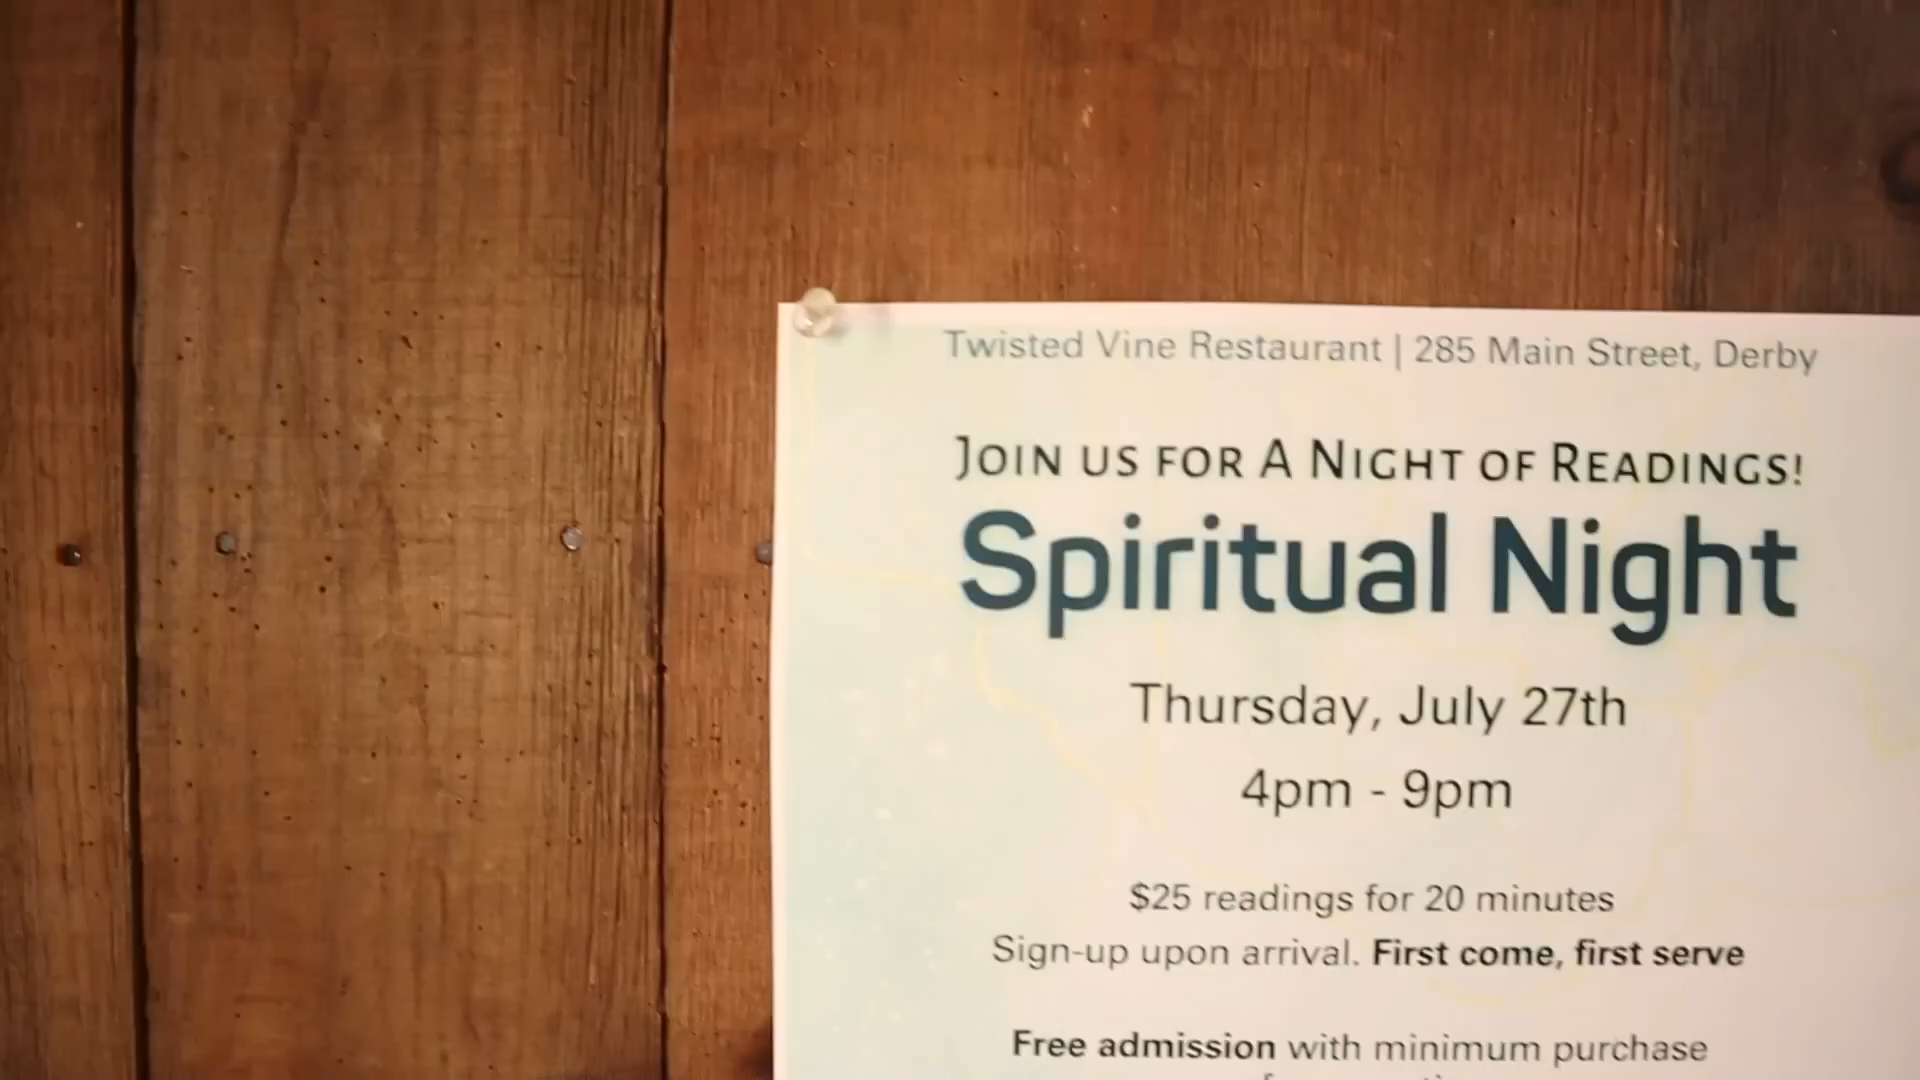 Twisted Vine Restaurant | 285 Main Street, Derby
JOIN US FOR A NIGHT OF READINGS!
Spiritual Night
Thursday, July 27th
4pm - 9pm
$25 readings for 20 minutes
Sign-up upon arrival. First come, first serve
Free admission with minimum purchase